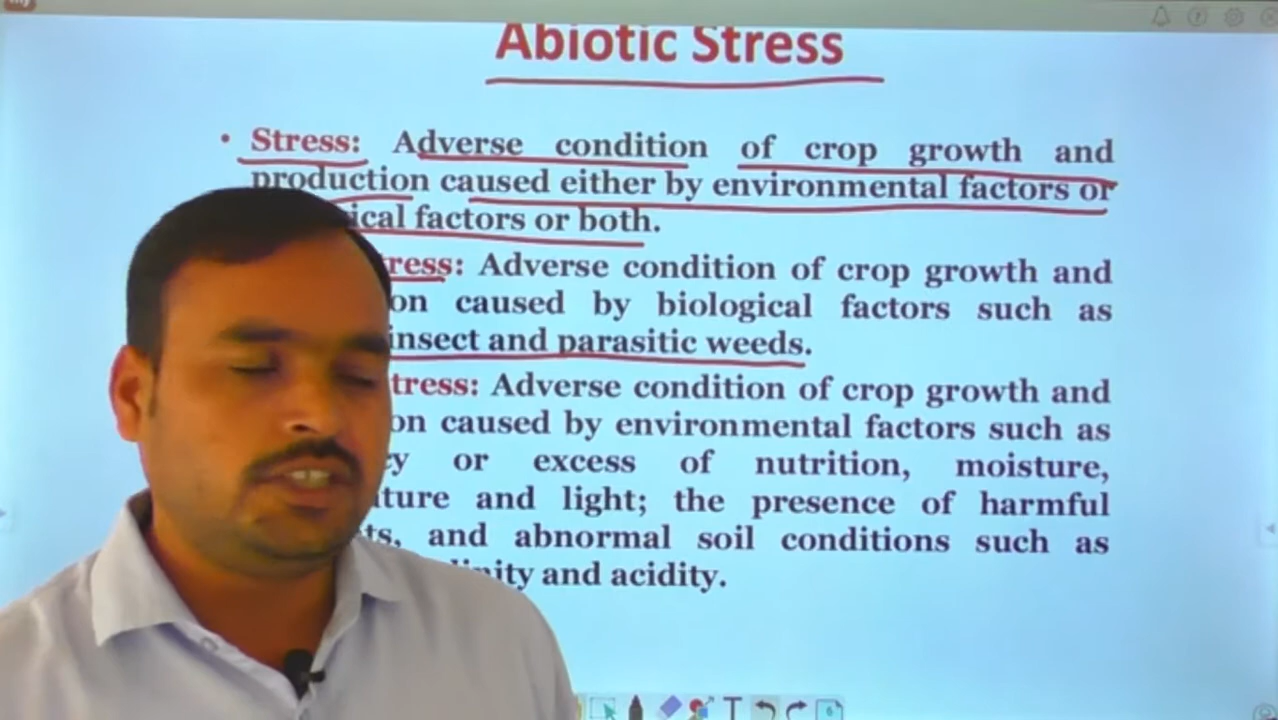 Abiotic Stress
• Stress: Adverse condition of crop growth and
production caused either by environmental factors or
ical factors or both.
ress: Adverse condition of crop growth and
on caused by biological factors such as
insect and parasitic weeds.
tress: Adverse condition of crop growth and
on caused by environmental factors such as
cy or excess of nutrition, moisture,
ture and light; the presence of harmful
ts, and abnormal soil conditions such as
inity and acidity.
T